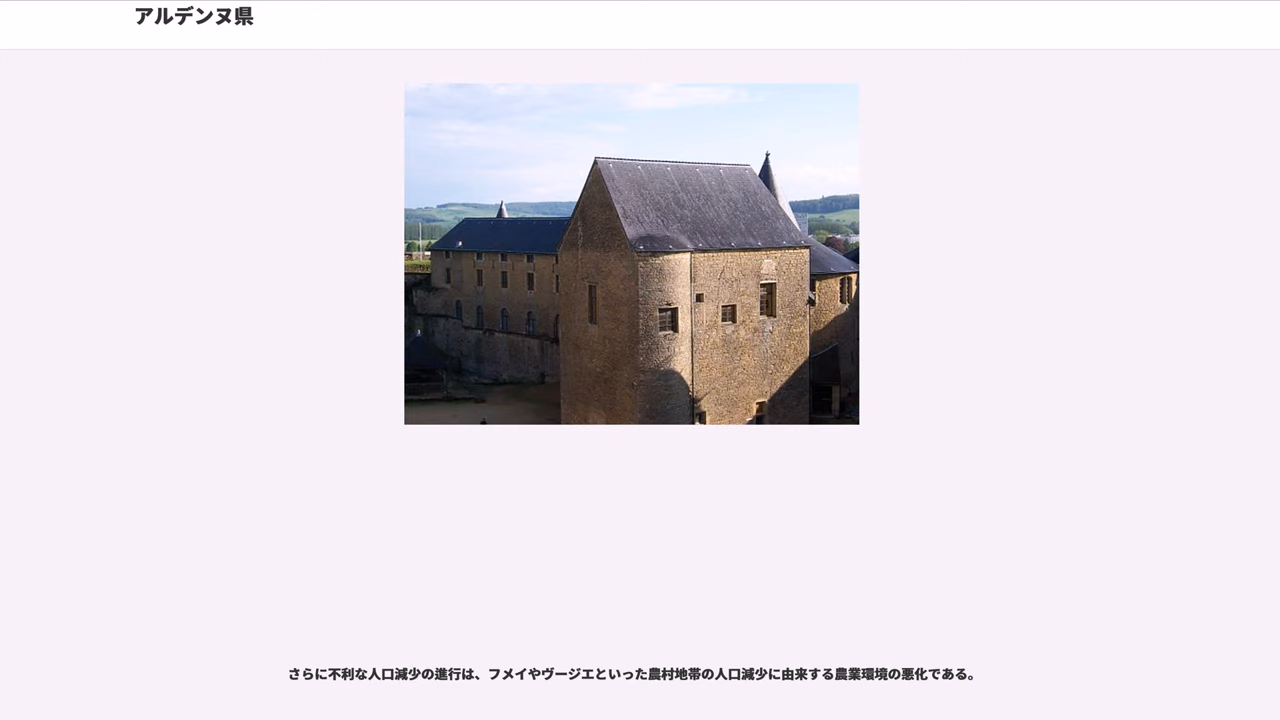 アルデンヌ県
さらに不利な人口減少の進行は、フメイやヴージエといった農村地帯の人口減少に由来する農業環境の悪化である。